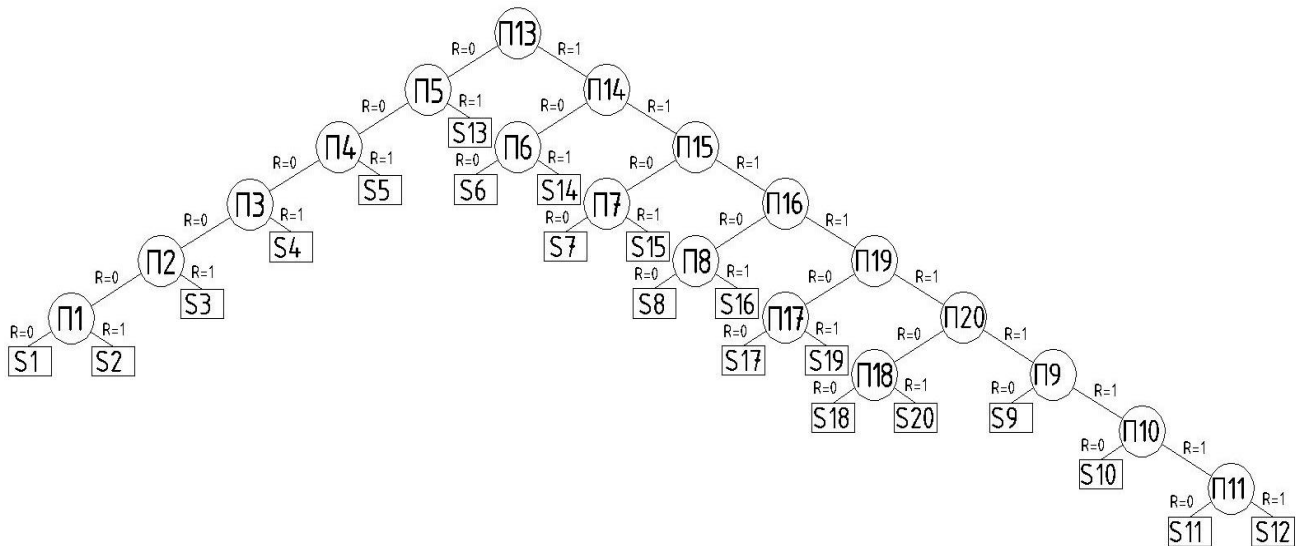 П13
R=0 R=1
П5 П14
R=0 R=1 R=0 R=1
П4 S13 П6 П15
R=0 R=1 R=0 R=1 R=0 R=1
П3 S5 S6 S14 П7 П16
R=0 R=1 R=0 R=1 R=0 R=1
П2 S4 S7 S15 П8 П19
R=0 R=1 R=0 R=1 R=0 R=1
П1 S3 S8 S16 П17 П20
R=0 R=1 R=0 R=1 R=0 R=1
S1 S2 S17 S19 П18 П9
R=0 R=1 R=0 R=1
S18 S20 S9 П10
R=0 R=1
S10 П11
R=0 R=1
S11 S12